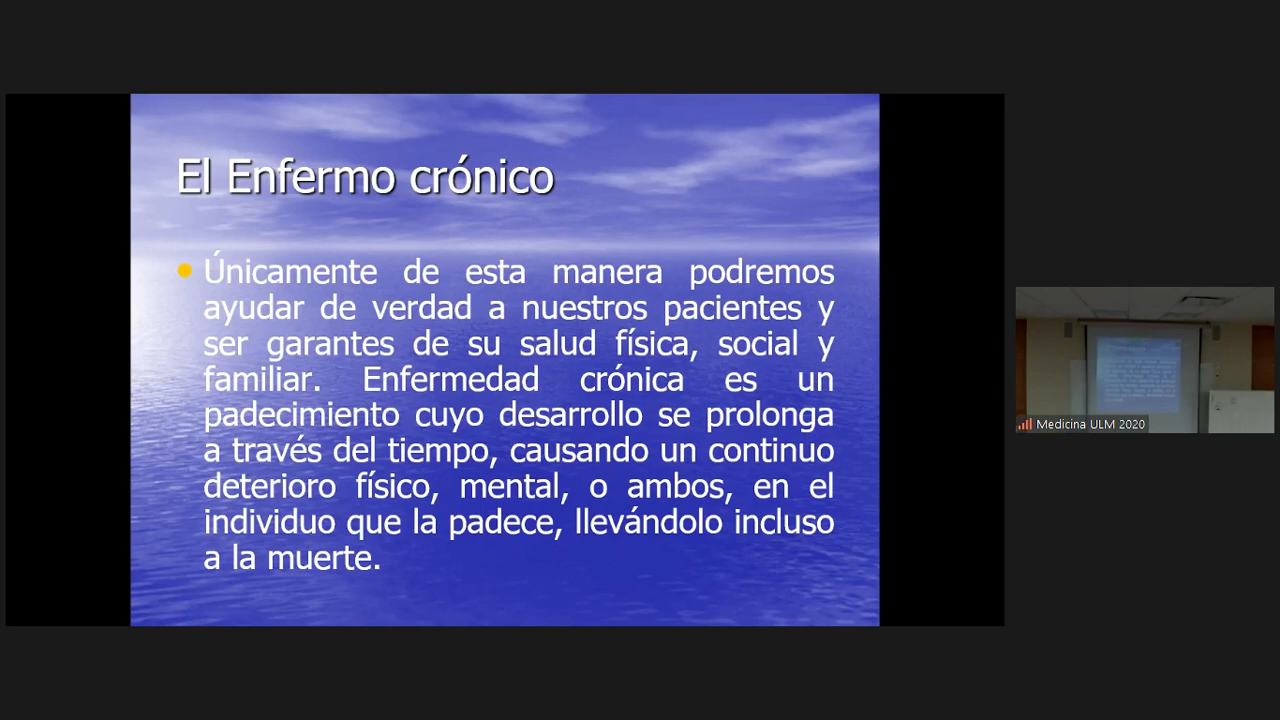 El Enfermo crónico
Únicamente de esta manera podremos
ayudar de verdad a nuestros pacientes y
ser garantes de su salud física, social y
familiar. Enfermedad crónica es un
padecimiento cuyo desarrollo se prolonga
a través del tiempo, causando un continuo
deterioro físico, mental, o ambos, en el
individuo que la padece, llevándolo incluso
a la muerte.
Medicina ULM 2020